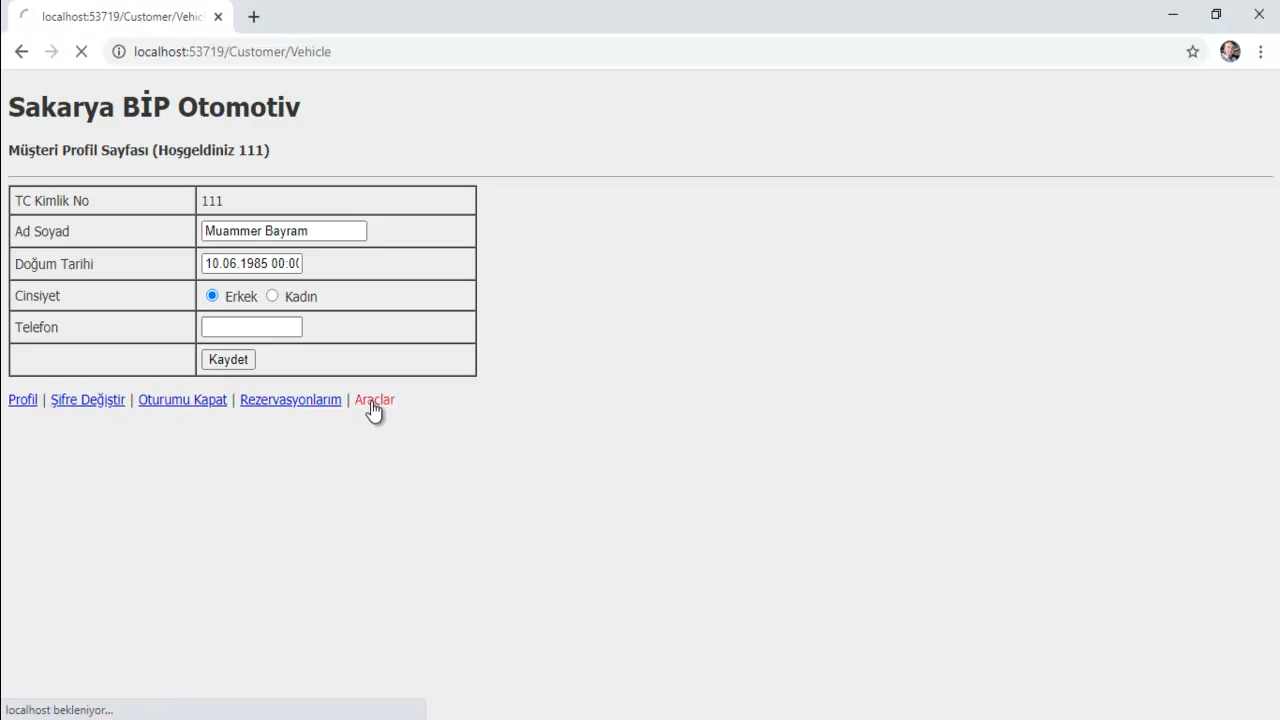 localhost:53719/Customer/Vehic
localhost:53719/Customer/Vehicle
Sakarya BİP Otomotiv
Müşteri Profil Sayfası (Hoşgeldiniz 111)
TC Kimlik No 111
Ad Soyad Muammer Bayram
Doğum Tarihi 10.06.1985 00:00
Cinsiyet Erkek Kadın
Telefon
Kaydet
Profil | Şifre Değiştir | Oturumu Kapat | Rezervasyonlarım | Araçlar
localhost bekleniyor...